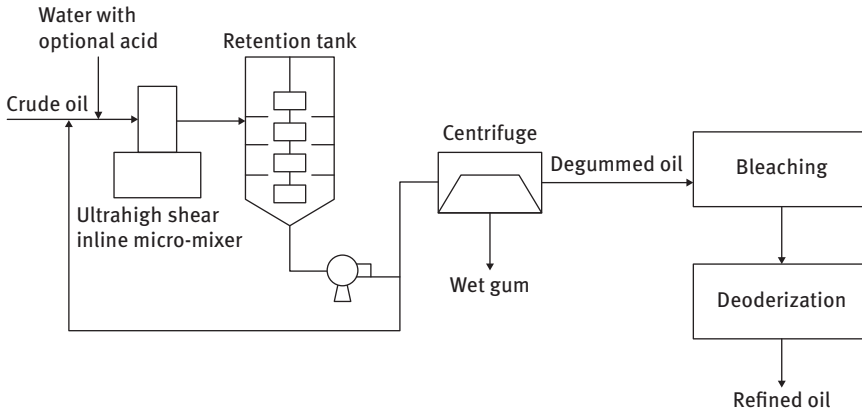 Water with
optional acid
Retention tank
Crude oil
Centrifuge
Degummed oil
Bleaching
Ultrahigh shear
inline micro-mixer
Wet gum
Deoderization
Refined oil